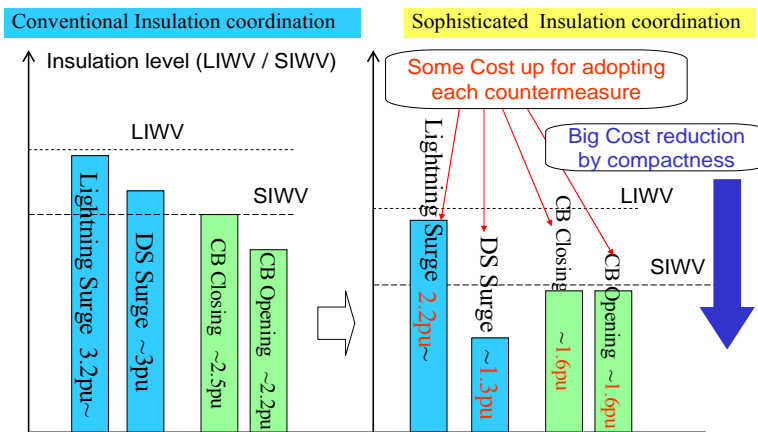 Conventional Insulation coordination
Sophisticated Insulation coordination
Insulation level (LIWV / SIWV)
LIWV
SIWV
Lightning Surge 3.2pu~
DS Surge ~3pu
CB Closing ~2.5pu
CB Opening ~2.2pu
Some Cost up for adopting
each countermeasure
Big Cost reduction
by compactness
LIWV
SIWV
Lightning Surge 2.2pu~
DS Surge ~1.3pu
CB Closing ~1.6pu
CB Opening ~1.6pu